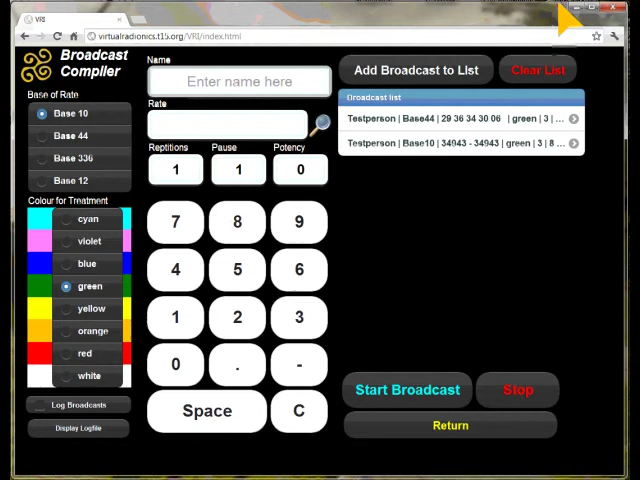 VRI
virtualradionics.t15.org/VRI/index.html
Broadcast
Compiler
Base of Rate
Base 10
Base 44
Base 336
Base 12
Colour for Treatment
cyan
violet
blue
green
yellow
orange
red
white
Log Broadcasts
Display Logfile
Name
Enter name here
Rate
Reptitions Pause Potency
1 1 0
7 8 9
4 5 6
1 2 3
0 . -
Space C
Add Broadcast to List Clear List
Broadcast list
Testperson | Base44 | 29 36 34 30 06 | green | 3 | ...
Testperson | Base10 | 34943 - 34943 | green | 3 | 8 ...
Start Broadcast Stop
Return